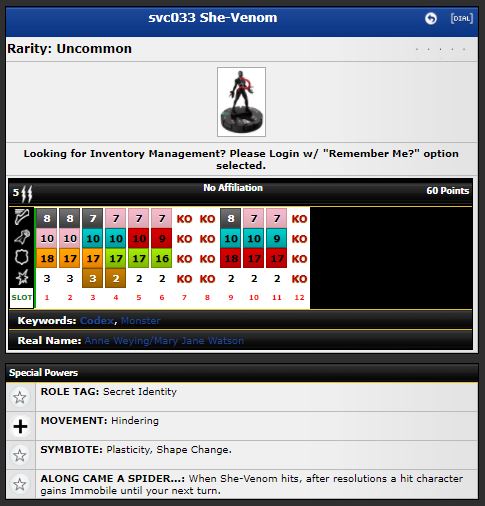 svc033 She-Venom
[DIAL]
Rarity: Uncommon
Looking for Inventory Management? Please Login w/ "Remember Me?" option
selected.
5 No Affiliation 60 Points
8 8 7 7 7 7 KO KO 9 7 7 KO
10 10 10 10 10 9 KO KO 10 10 9 KO
18 17 17 17 17 16 KO KO 18 17 17 KO
3 3 3 2 2 2 KO KO 3 2 2 KO
SLOT 1 2 3 4 5 6 7 8 9 10 11 12
Keywords: Codex, Monster
Real Name: Anne Weying/Mary Jane Watson
Special Powers
ROLE TAG: Secret Identity
MOVEMENT: Hindering
SYMBIOTE: Plasticity, Shape Change.
ALONG CAME A SPIDER...: When She-Venom hits, after resolutions a hit character
gains Immobile until your next turn.